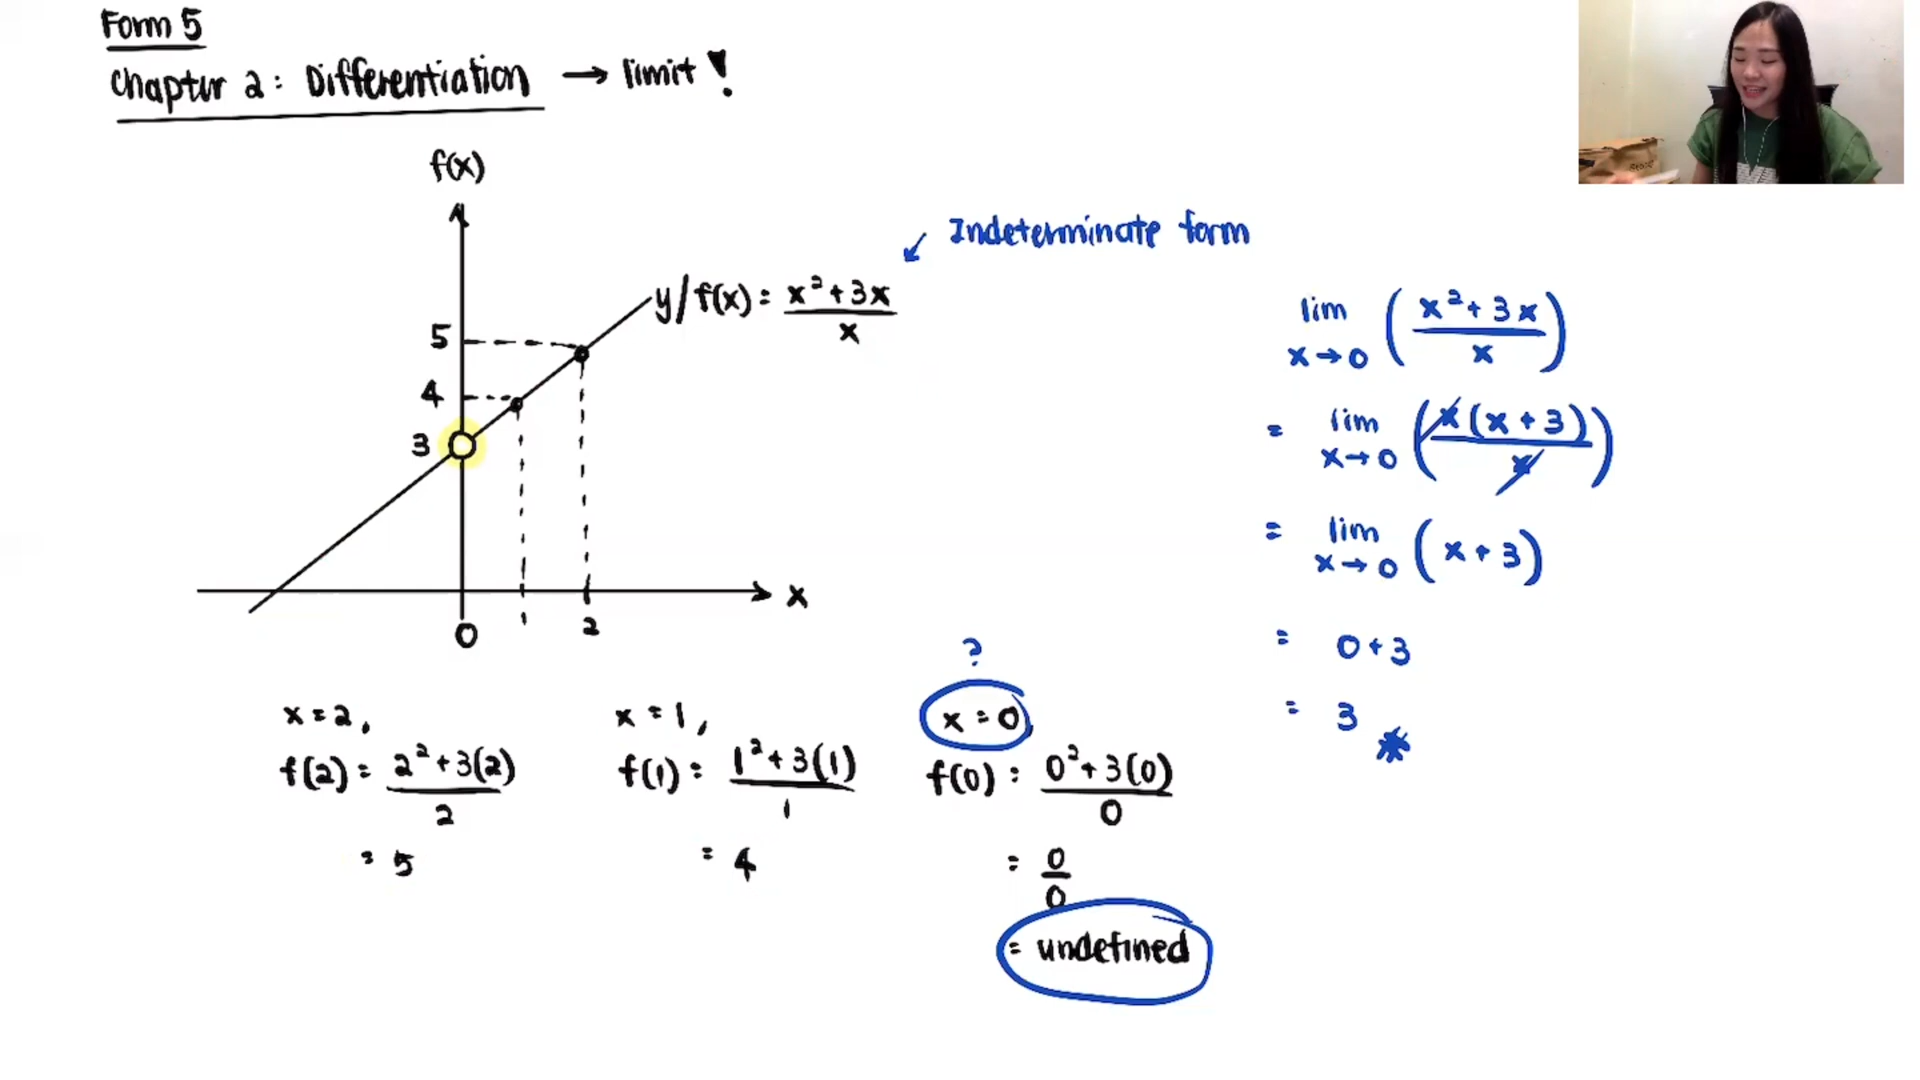 Form 5
Chapter 2: Differentiation → limit!
f(x)
Indeterminate form
y/f(x) = x²+3x / x
5
4
3
0
1
2
x
lim x→0 (x²+3x / x)
= lim x→0 (x(x+3) / x)
= lim x→0 (x+3)
= 0+3
= 3
x=2,
f(2) = 2²+3(2) / 2
= 5
x=1,
f(1) = 1²+3(1) / 1
= 4
?
x=0,
f(0) = 0²+3(0) / 0
= 0/0
= undefined